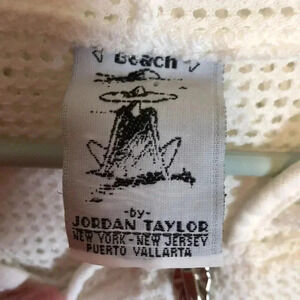 Beach
-by-
JORDAN TAYLOR
NEW YORK - NEW JERSEY
PUERTO VALLARTA